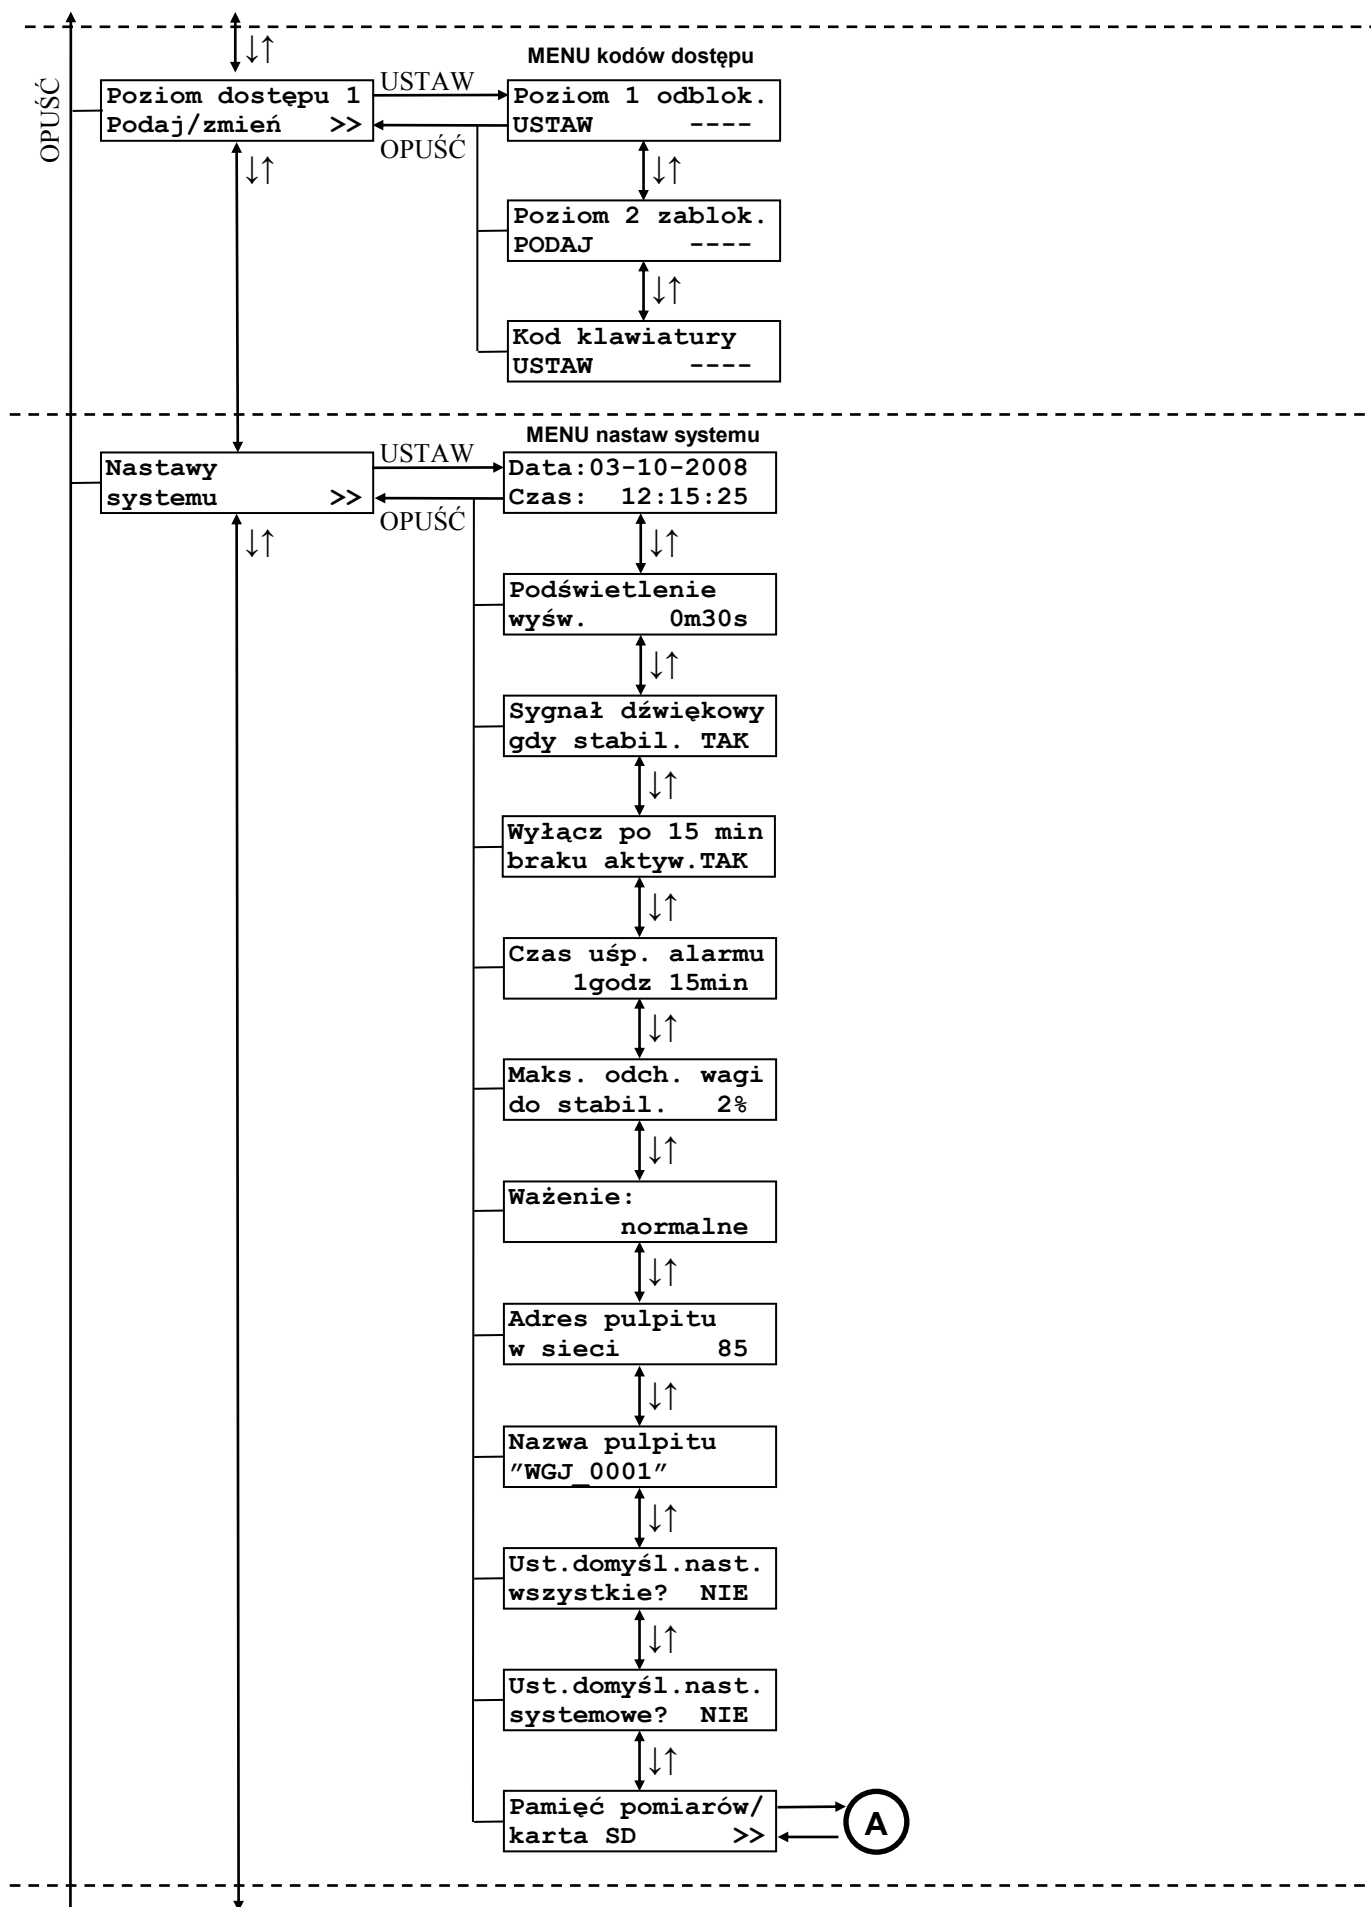 ↓↑
MENU kodów dostępu
OPUŚĆ
Poziom dostępu 1
Podaj/zmień >>
USTAW
OPUŚĆ
Poziom 1 odblok.
USTAW ----
↓↑
↓↑
Poziom 2 zablok.
PODAJ ----
↓↑
Kod klawiatury
USTAW ----
MENU nastaw systemu
Nastawy
systemu >>
USTAW
OPUŚĆ
Data:03-10-2008
Czas: 12:15:25
↓↑
↓↑
Podświetlenie
wyśw. 0m30s
↓↑
Sygnał dźwiękowy
gdy stabil. TAK
↓↑
Wyłącz po 15 min
braku aktyw.TAK
↓↑
Czas uśp. alarmu
1godz 15min
↓↑
Maks. odch. wagi
do stabil. 2%
↓↑
Ważenie:
normalne
↓↑
Adres pulpitu
w sieci 85
↓↑
Nazwa pulpitu
"WGJ_0001"
↓↑
Ust.domyśl.nast.
wszystkie? NIE
↓↑
Ust.domyśl.nast.
systemowe? NIE
↓↑
Pamięć pomiarów/
karta SD >>
A